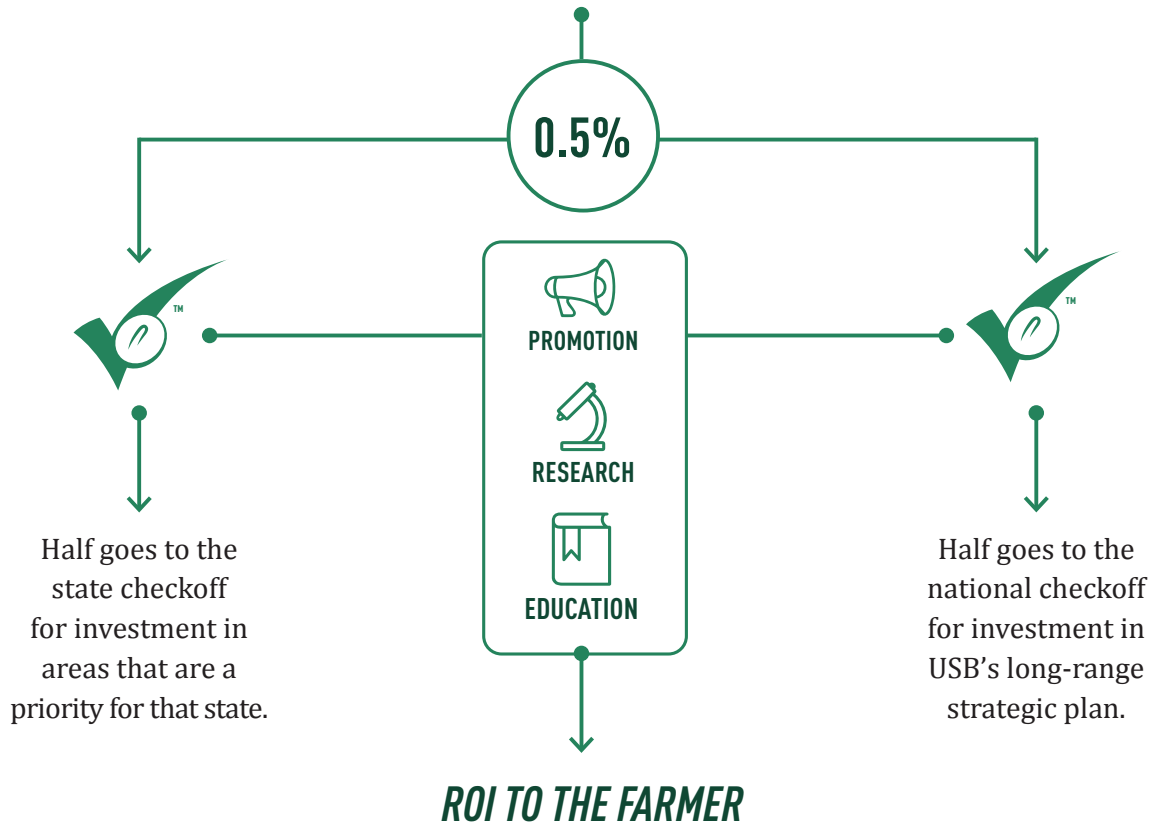 0.5%
TM
TM
PROMOTION
RESEARCH
EDUCATION
Half goes to the
state checkoff
for investment in
areas that are a
priority for that state.
Half goes to the
national checkoff
for investment in
USB’s long-range
strategic plan.
ROI TO THE FARMER